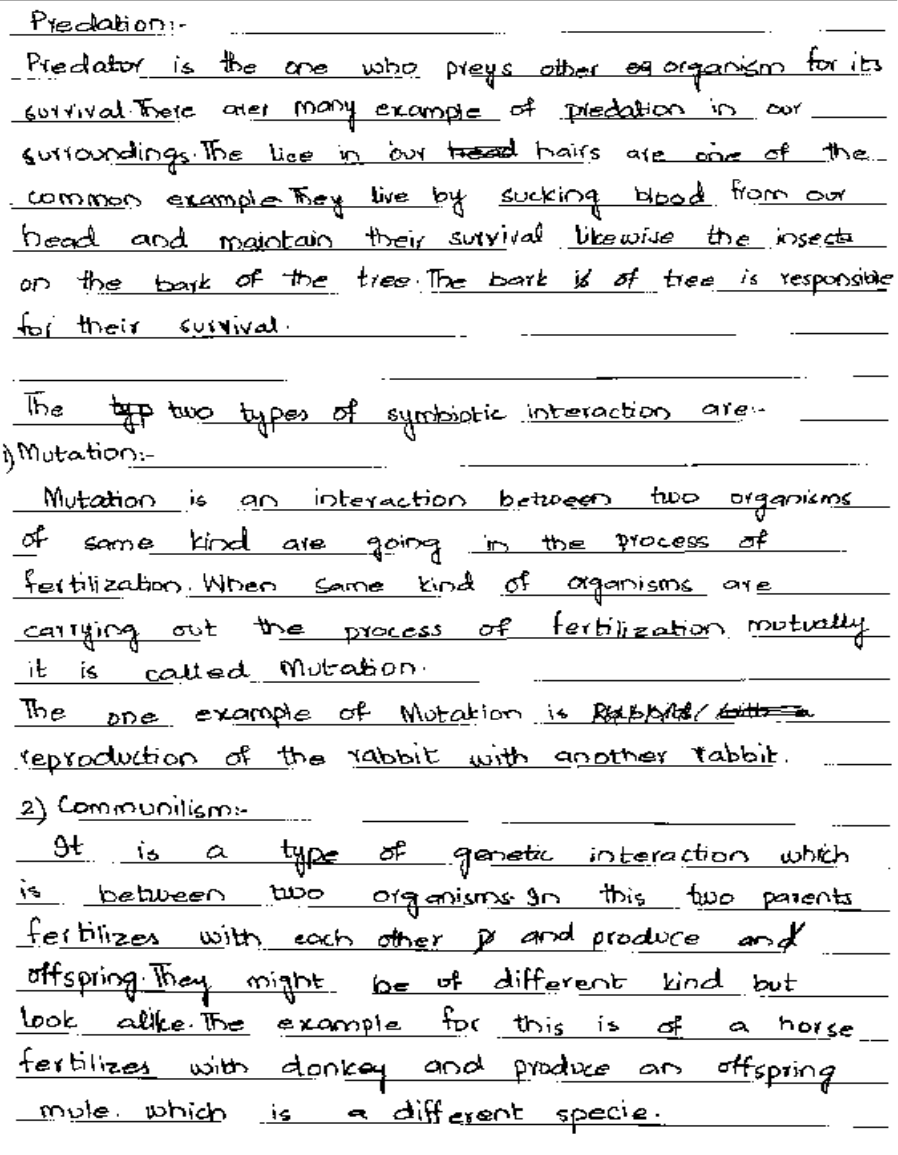 Predation:-
Predator is the one who preys other organism for its
survival. There are many example of predation in our
surroundings. The lice in our hairs are one of the
common example They live by sucking blood from our
head and maintain their survival likewise the insects
on the bark of the tree. The bark of tree is responsible
for their survival.
The two types of symbiotic interaction are:-
i) Mutation:-
Mutation is an interaction between two organisms
of same kind are going in the process of
fertilization. When same kind of organisms are
carrying out the process of fertilization mutually
it is called Mutation.
The one example of Mutation is
reproduction of the rabbit with another rabbit.
2) Communilism:-
It is a type of genetic interaction which
is between two organisms. In this two parents
fertilizes with each other and produce and
offspring. They might be of different kind but
look alike. The example for this is of a horse
fertilizes with donkey and produce an offspring
mule. which is a different specie.